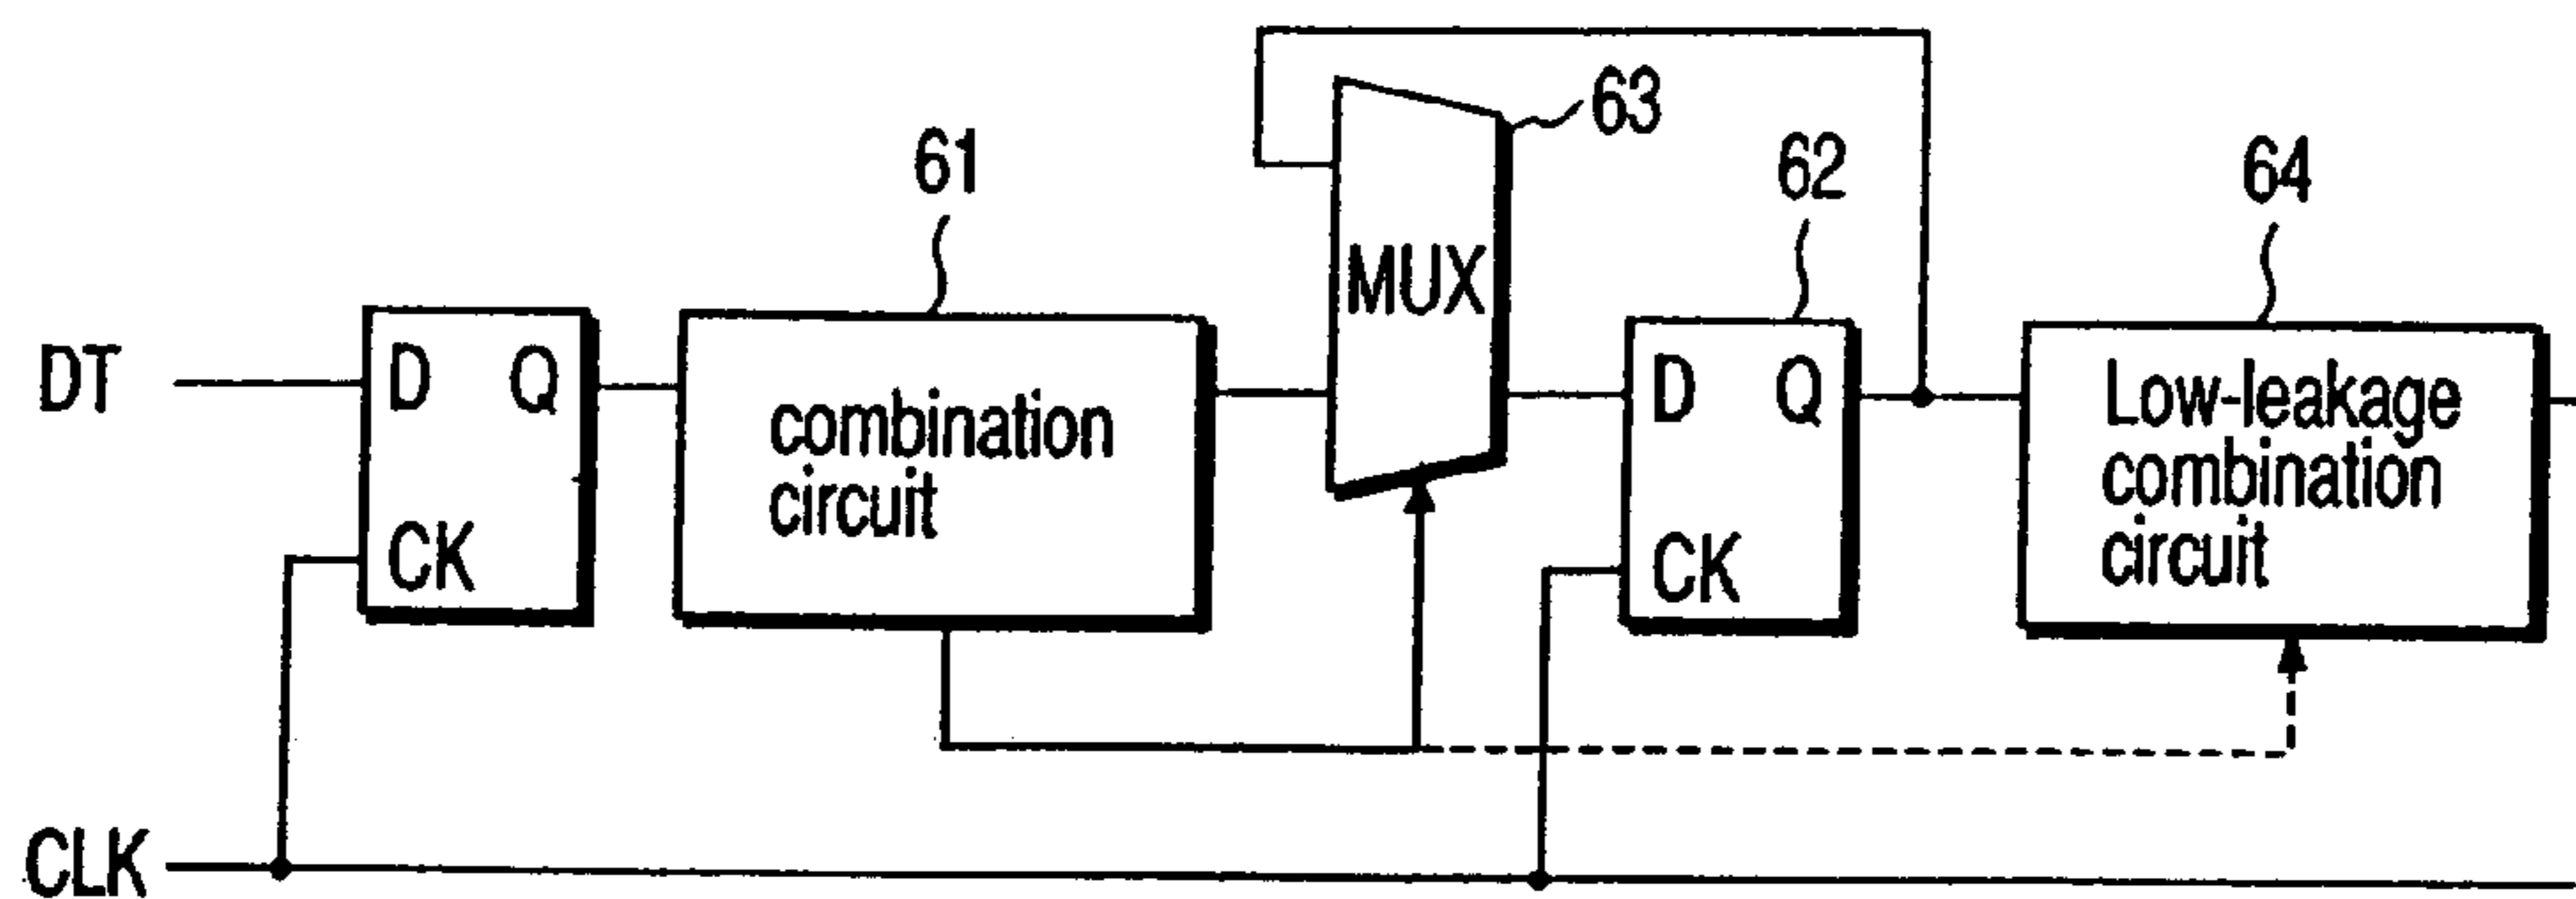 63
61
62
64
MUX
DT
D Q
CK
combination
circuit
D Q
CK
Low-leakage
combination
circuit
CLK